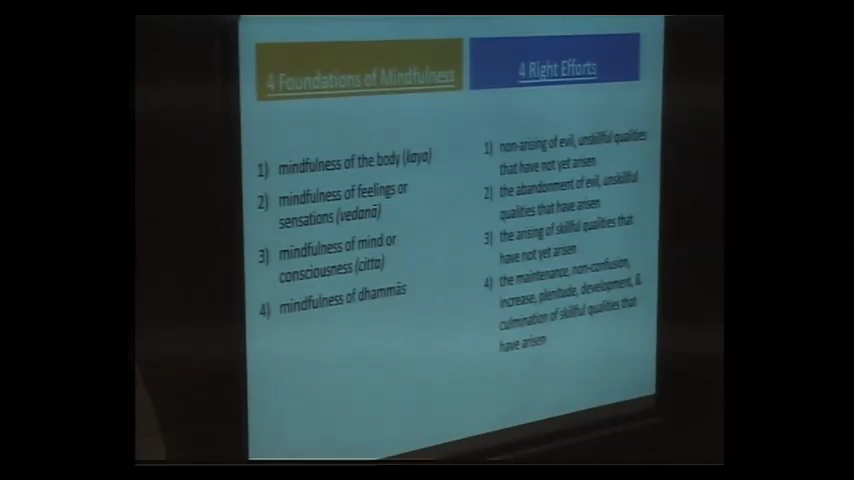 4 Foundations of Mindfulness
1) mindfulness of the body (kaya)
2) mindfulness of feelings or
sensations (vedanā)
3) mindfulness of mind or
consciousness (citta)
4) mindfulness of dhammās
4 Right Efforts
1) non-arising of evil, unskillful qualities
that have not yet arisen
2) the abandonment of evil, unskillful
qualities that have arisen
3) the arising of skillful qualities that
have not yet arisen
4) the maintenance, non-confusion,
increase, plenitude, development, &
culmination of skillful qualities that
have arisen